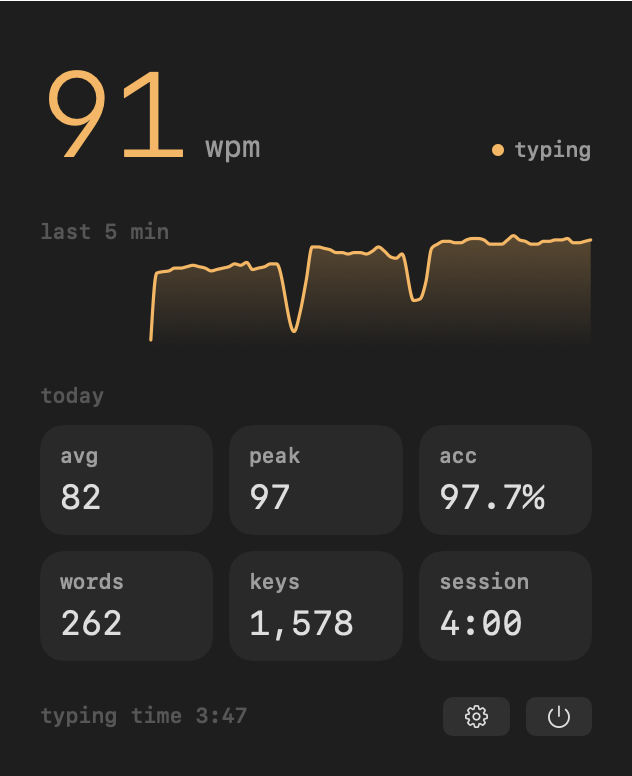 91 wpm
typing
last 5 min
today
avg peak acc
82 97 97.7%
words keys session
262 1,578 4:00
typing time 3:47